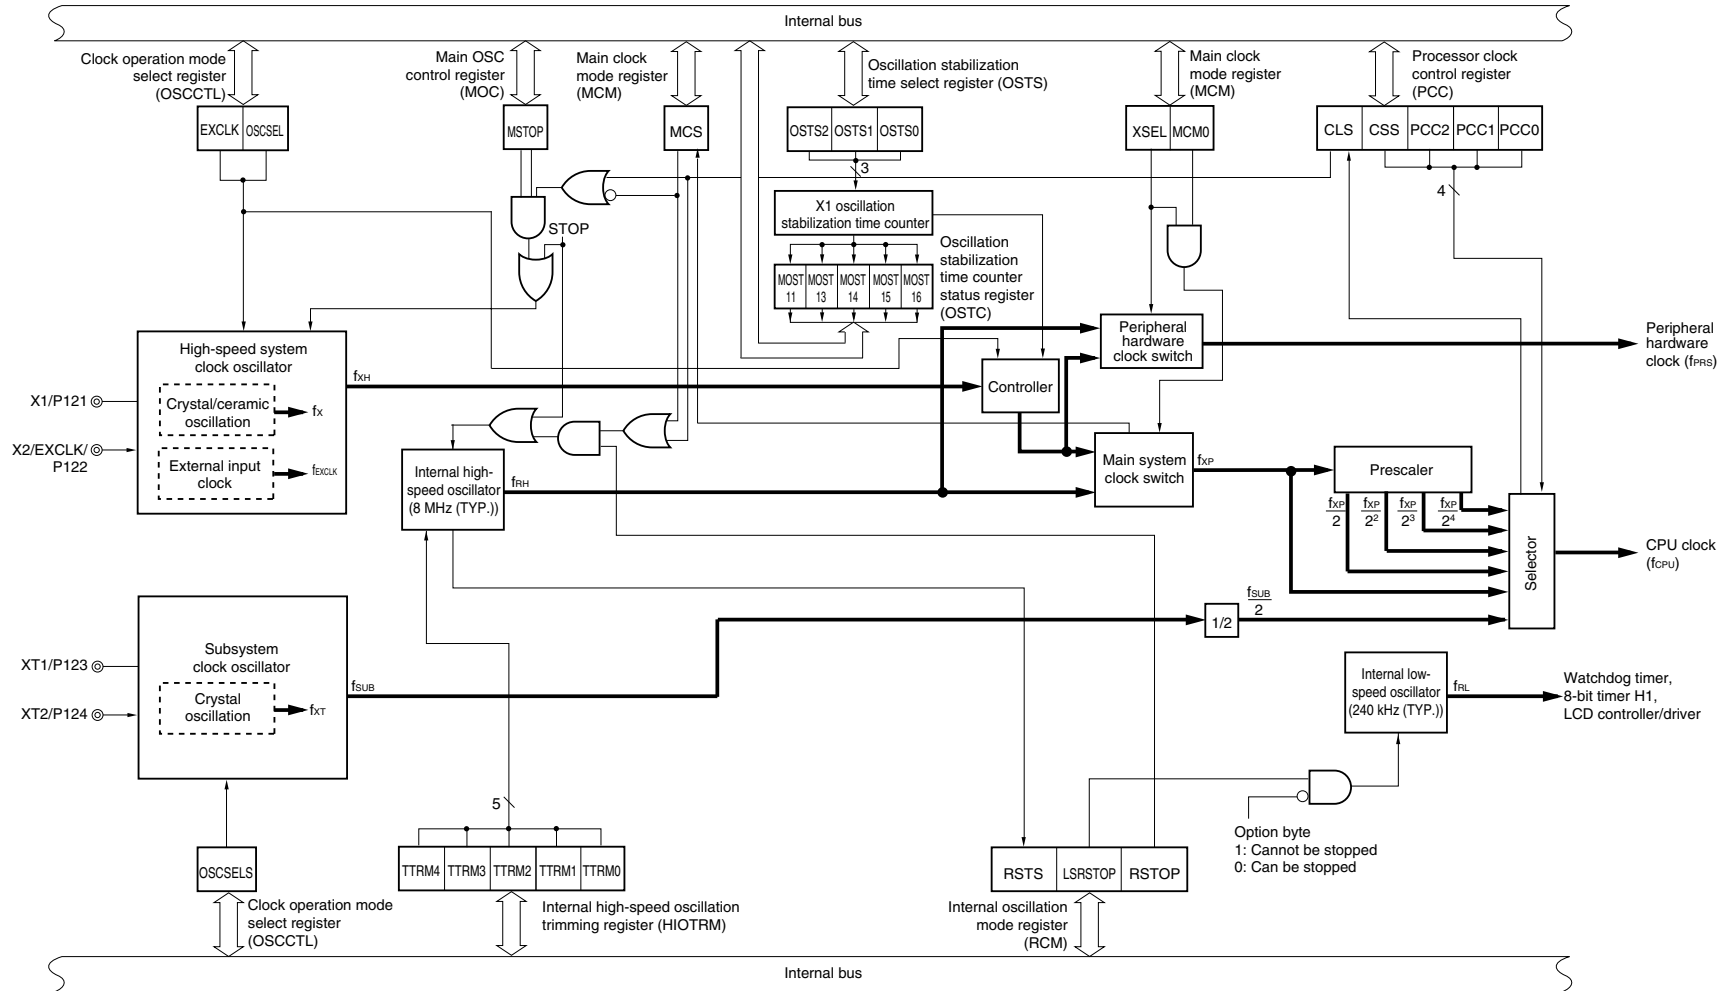 Internal bus
Clock operation mode
select register
(OSCCTL)
Main OSC
control register
(MOC)
Main clock
mode register
(MCM)
Oscillation stabilization
time select register (OSTS)
Main clock
mode register
(MCM)
Processor clock
control register
(PCC)
EXCLK OSCSEL
MSTOP
MCS
OSTS2 OSTS1 OSTS0
XSEL MCM0
CLS CSS PCC2 PCC1 PCC0
3
4
X1 oscillation
stabilization time counter
STOP
Oscillation
stabilization
time counter
status register
(OSTC)
MOST
11
MOST
13
MOST
14
MOST
15
MOST
16
High-speed system
clock oscillator
Crystal/ceramic
oscillation
fX
External input
clock
fEXCLK
X1/P121
X2/EXCLK/
P122
fXH
Controller
Peripheral
hardware
clock switch
Peripheral
hardware
clock (fPRS)
Internal high-
speed oscillator
(8 MHz (TYP.))
fRH
Main system
clock switch
fXP
Prescaler
fXP
2
fXP
2²
fXP
2³
fXP
2⁴
Selector
CPU clock
(fCPU)
fSUB
2
1/2
Subsystem
clock oscillator
Crystal
oscillation
fXT
XT1/P123
XT2/P124
fSUB
Internal low-
speed oscillator
(240 kHz (TYP.))
fRL
Watchdog timer,
8-bit timer H1,
LCD controller/driver
5
Option byte
1: Cannot be stopped
0: Can be stopped
OSCSELS
TTRM4 TTRM3 TTRM2 TTRM1 TTRM0
RSTS LSRSTOP RSTOP
Clock operation mode
select register
(OSCCTL)
Internal high-speed oscillation
trimming register (HIOTRM)
Internal oscillation
mode register
(RCM)
Internal bus